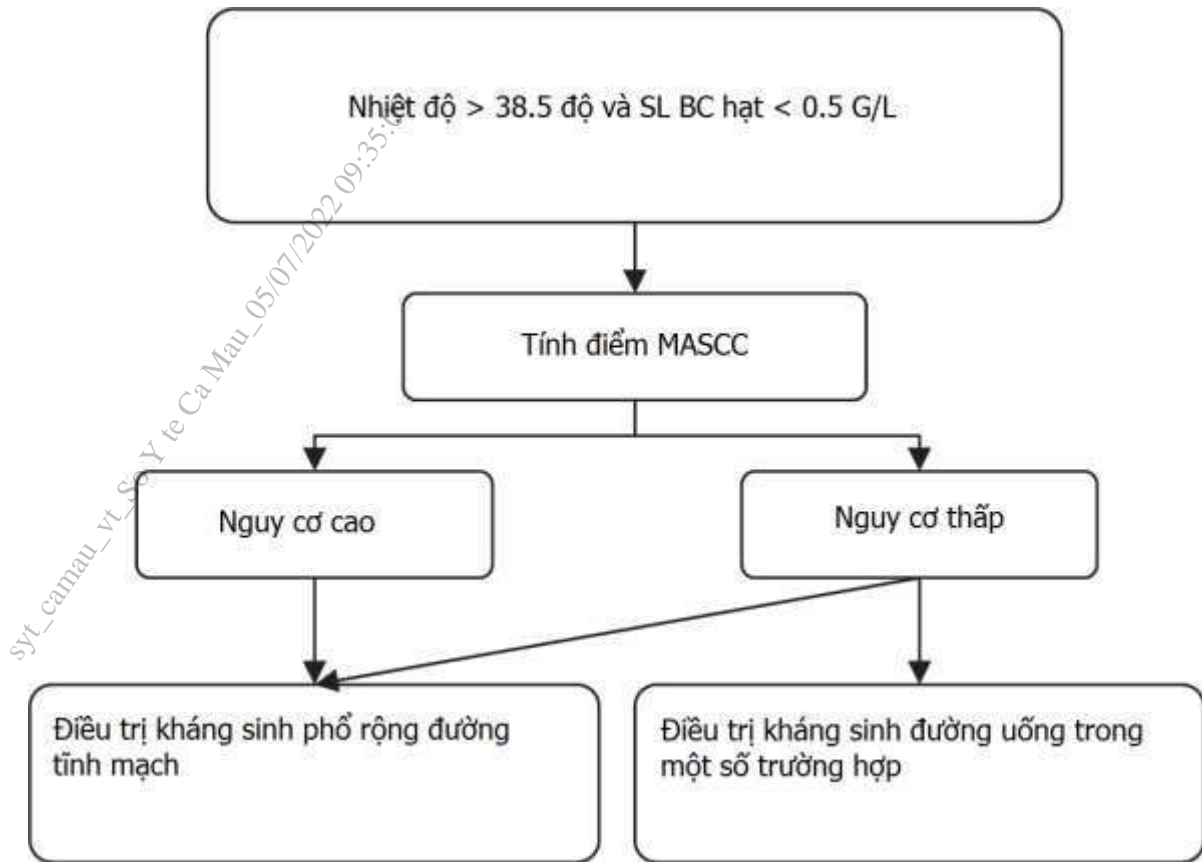 Nhiệt độ > 38.5 độ và SL BC hạt < 0.5 G/L
Tính điểm MASCC
Nguy cơ cao
Nguy cơ thấp
Điều trị kháng sinh phổ rộng đường
tĩnh mạch
Điều trị kháng sinh đường uống trong
một số trường hợp
syt_camau_vt_So Y te Ca Mau_05/07/2022 09:35: